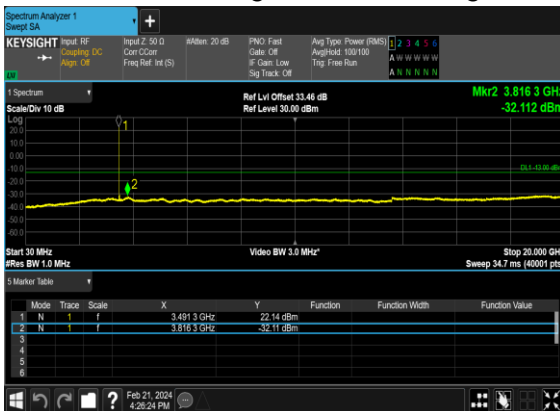 Spectrum Analyzer 1
Swept SA
KEYSIGHT Input: RF Input Z: 50 Ω #Atten: 20 dB PNO: Fast Avg Type: Power (RMS) 1 2 3 4 5 6
Coupling: DC Corr CCorr Gate: Off Avg|Hold: 100/100 A W W W W W
Align: Off Freq Ref: Int (S) IF Gain: Low Trig: Free Run
Sig Track: Off A N N N N N
LV
1 Spectrum Ref Lvl Offset 33.46 dB Mkr2 3.816 3 GHz
Scale/Div 10 dB Ref Level 30.00 dBm -32.112 dBm
Log
20.0
10.0
0.00
-10.0
-20.0
-30.0
-40.0
-50.0
-60.0
1
DL1 -13.00 dBm
2
Start 30 MHz Video BW 3.0 MHz* Stop 20.000 GHz
#Res BW 1.0 MHz Sweep 34.7 ms (40001 pts)
5 Marker Table
Mode Trace Scale X Y Function Function Width Function Value
1 N 1 f 3.491 3 GHz 22.14 dBm
2 N 1 f 3.816 3 GHz -32.11 dBm
3
4
5
6
? Feb 21, 2024
4:26:24 PM